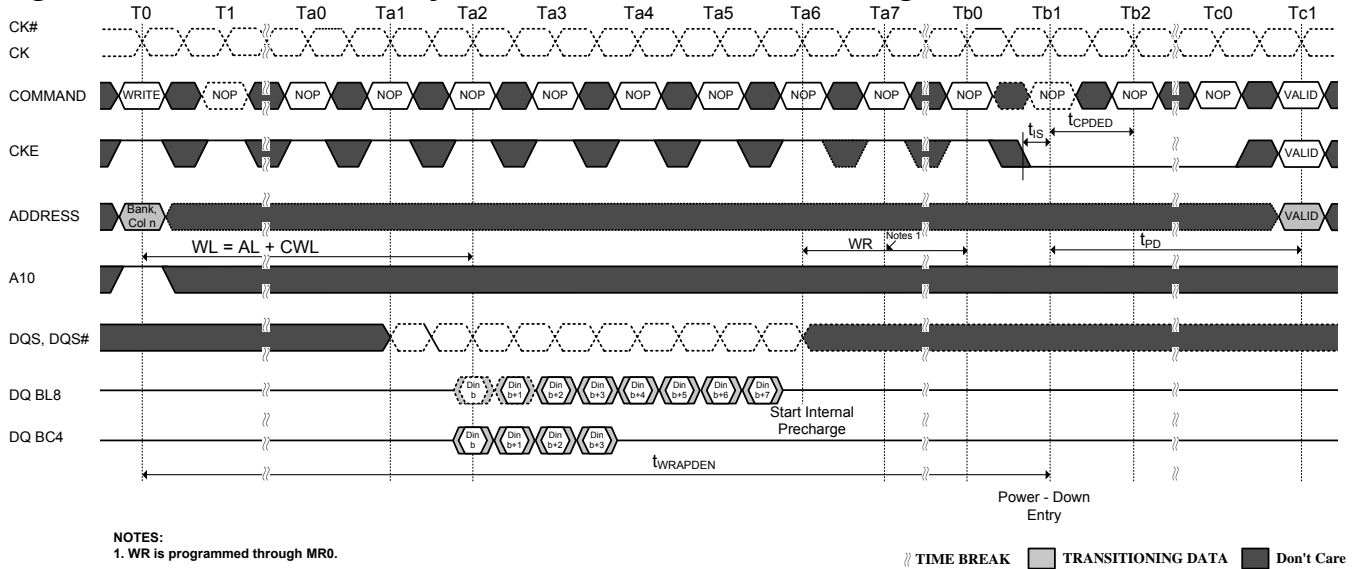 T0 T1 Ta0 Ta1 Ta2 Ta3 Ta4 Ta5 Ta6 Ta7 Tb0 Tb1 Tb2 Tc0 Tc1
CK#
CK
COMMAND WRITE NOP NOP NOP NOP NOP NOP NOP NOP NOP NOP NOP NOP NOP VALID
tIS tCPDED
CKE VALID
ADDRESS Bank, Col n VALID
WL = AL + CWL WR Notes 1 tPD
A10
DQS, DQS#
DQ BL8 Din b Din b+1 Din b+2 Din b+3 Din b+4 Din b+5 Din b+6 Din b+7
Start Internal
Precharge
DQ BC4 Din b Din b+1 Din b+2 Din b+3
tWRAPDEN
Power - Down
Entry
NOTES:
1. WR is programmed through MR0.
TIME BREAK TRANSITIONING DATA Don't Care